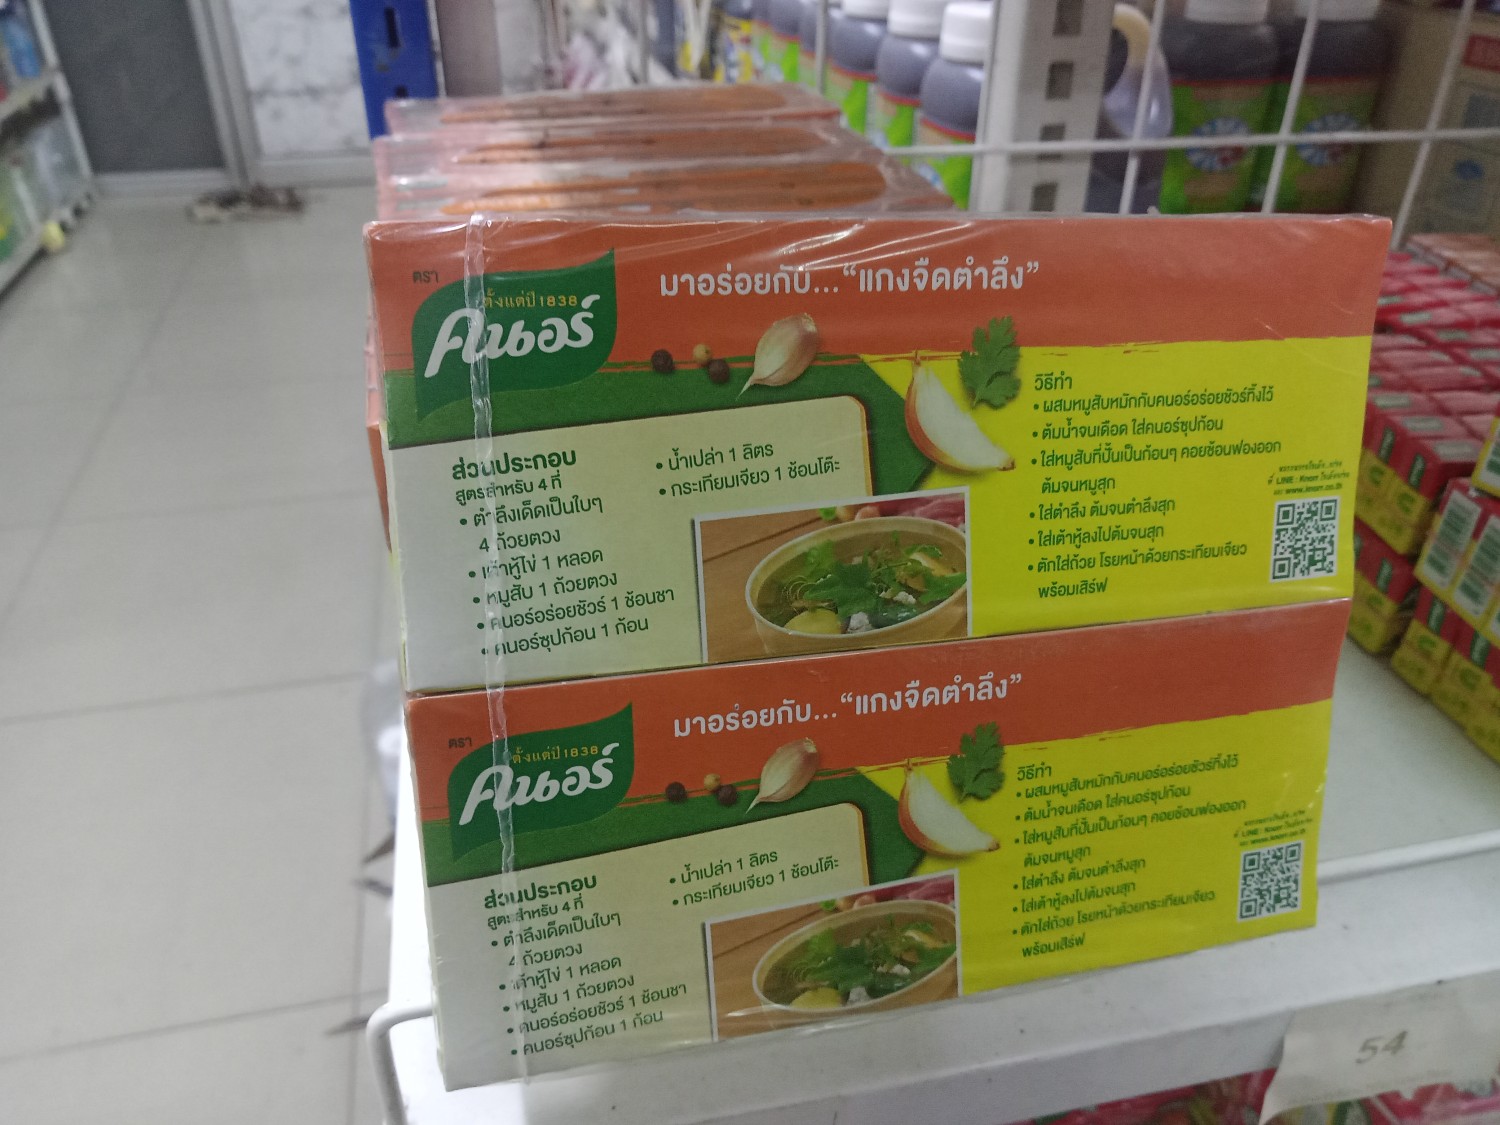 ตรา
ตั้งแต่ปี 1838
คนอร์
มาอร่อยกับ... “แกงจืดตำลึง”
ส่วนประกอบ
สูตรสำหรับ 4 ที่
• ตำลึงเด็ดเป็นใบๆ
4 ถ้วยตวง
• เต้าหู้ไข่ 1 หลอด
• หมูสับ 1 ถ้วยตวง
• คนอร์อร่อยชัวร์ 1 ช้อนชา
• คนอร์ซุปก้อน 1 ก้อน
• น้ำเปล่า 1 ลิตร
• กระเทียมเจียว 1 ช้อนโต๊ะ
วิธีทำ
• ผสมหมูสับหมักกับคนอร์อร่อยชัวร์ทิ้งไว้
• ต้มน้ำจนเดือด ใส่คนอร์ซุปก้อน
• ใส่หมูสับที่ปั้นเป็นก้อนๆ คอยช้อนฟองออก
ต้มจนหมูสุก
• ใส่ตำลึง ต้มจนตำลึงสุก
• ใส่เต้าหู้ลงไปต้มจนสุก
• ตักใส่ถ้วย โรยหน้าด้วยกระเทียมเจียว
พร้อมเสิร์ฟ
ที่ LINE : Knorr
www.knorr.co.th
ตรา
ตั้งแต่ปี 1838
คนอร์
มาอร่อยกับ... “แกงจืดตำลึง”
ส่วนประกอบ
สูตรสำหรับ 4 ที่
• ตำลึงเด็ดเป็นใบๆ
4 ถ้วยตวง
• เต้าหู้ไข่ 1 หลอด
• หมูสับ 1 ถ้วยตวง
• คนอร์อร่อยชัวร์ 1 ช้อนชา
• คนอร์ซุปก้อน 1 ก้อน
• น้ำเปล่า 1 ลิตร
• กระเทียมเจียว 1 ช้อนโต๊ะ
วิธีทำ
• ผสมหมูสับหมักกับคนอร์อร่อยชัวร์ทิ้งไว้
• ต้มน้ำจนเดือด ใส่คนอร์ซุปก้อน
• ใส่หมูสับที่ปั้นเป็นก้อนๆ คอยช้อนฟองออก
ต้มจนหมูสุก
• ใส่ตำลึง ต้มจนตำลึงสุก
• ใส่เต้าหู้ลงไปต้มจนสุก
• ตักใส่ถ้วย โรยหน้าด้วยกระเทียมเจียว
พร้อมเสิร์ฟ
ที่ LINE : Knorr
www.knorr.co.th
54